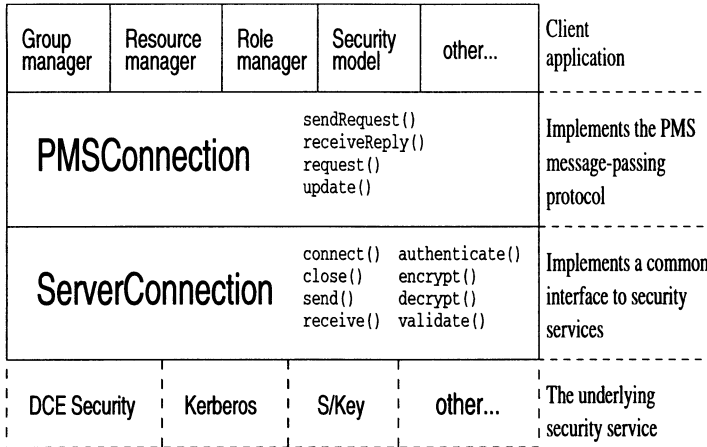 Group
manager
Resource
manager
Role
manager
Security
model
other...
Client
application
PMSConnection
sendRequest()
receiveReply()
request()
update()
Implements the PMS
message-passing
protocol
ServerConnection
connect() authenticate()
close() encrypt()
send() decrypt()
receive() validate()
Implements a common
interface to security
services
DCE Security
Kerberos
S/Key
other...
The underlying
security service